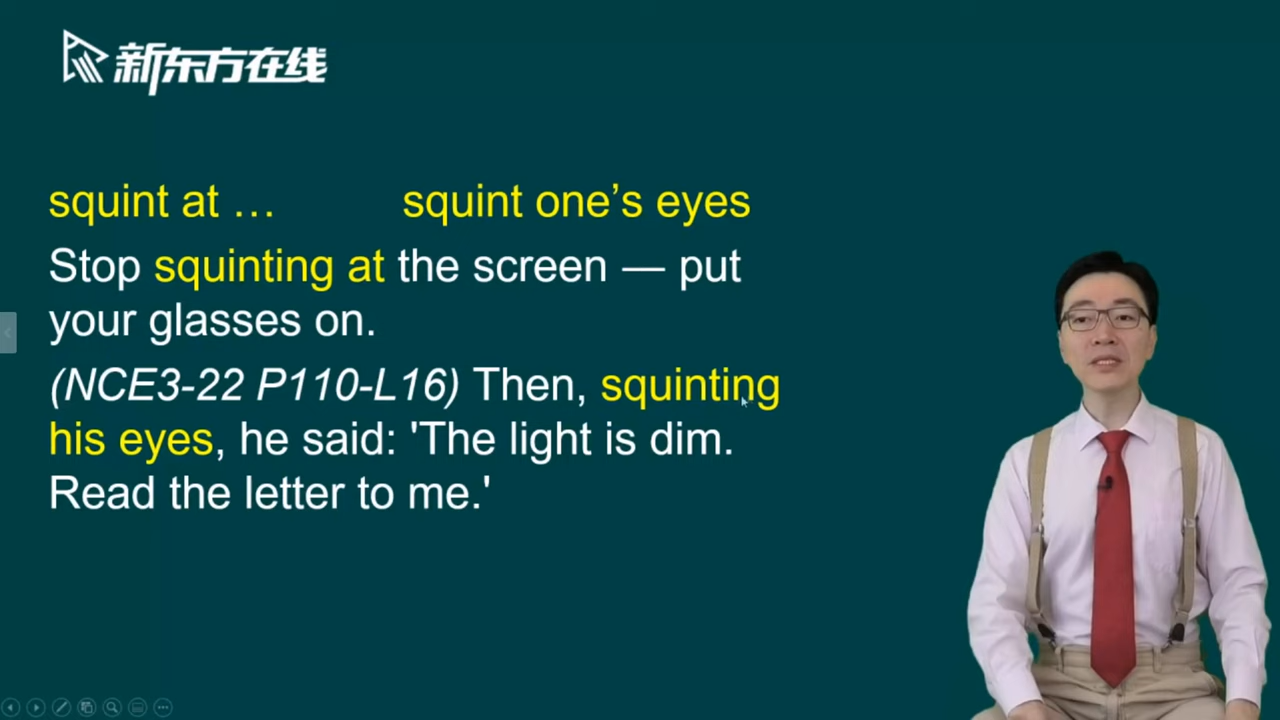 新东方在线
squint at … squint one’s eyes
Stop squinting at the screen — put
your glasses on.
(NCE3-22 P110-L16) Then, squinting
his eyes, he said: 'The light is dim.
Read the letter to me.'